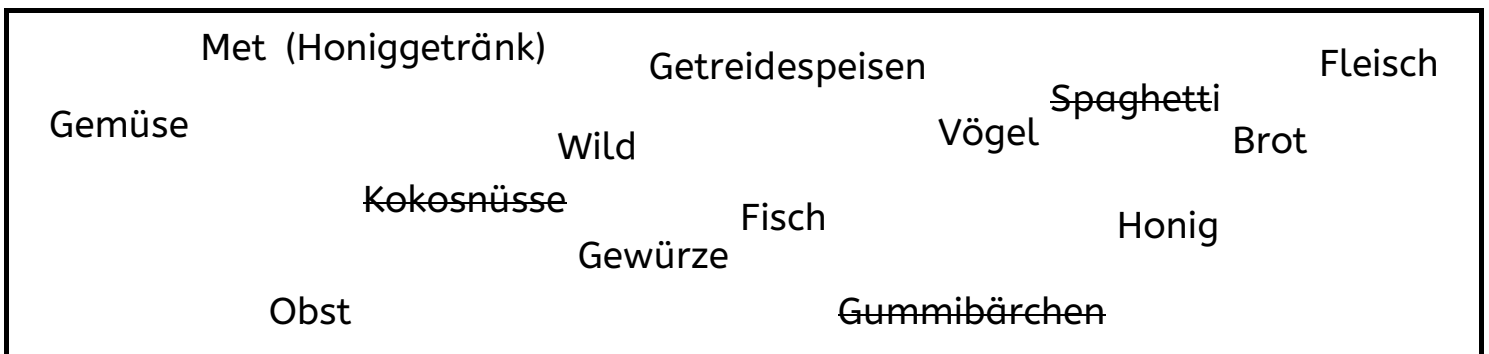 Met (Honiggetränk)
Getreidespeisen
Fleisch
Spaghetti
Gemüse
Wild
Vögel
Brot
Kokosnüsse
Fisch
Honig
Gewürze
Obst
Gummibärchen